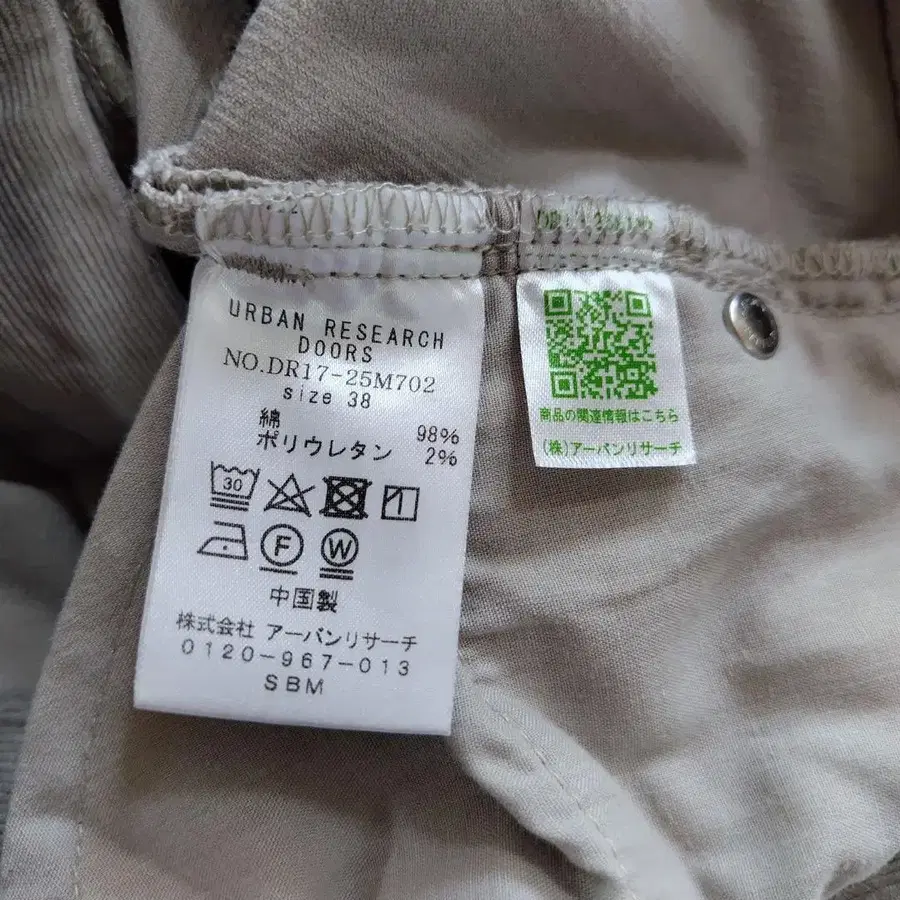 URBAN RESEARCH
DOORS
NO.DR17-25M702
size 38
綿 98%
ポリウレタン 2%
30
F W
中国製
株式会社 アーバンリサーチ
0120-967-013
SBM
商品の関連情報はこちら
(株)アーバンリサーチ